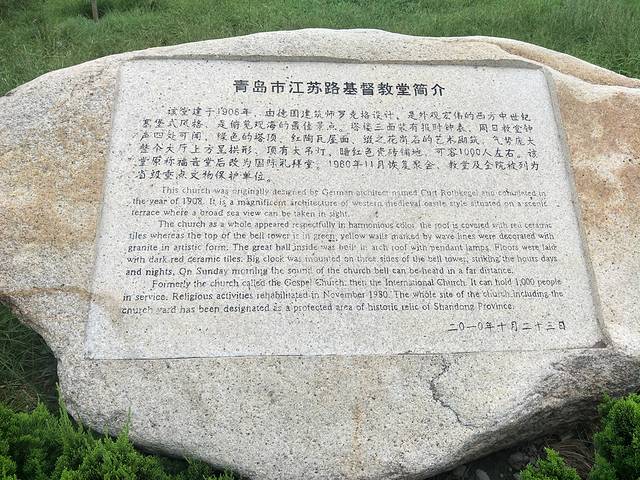 青岛市江苏路基督教堂简介
该堂建于1908年，由德国建筑师罗克格设计，是外观宏伟的西方中世纪
寨堡式风格，是俯览观海的最佳景点。塔楼三面装有报时钟表，周日教堂钟
声四处可闻，绿色的塔顶，红陶瓦屋面，缀之花岗石的艺术砌筑，气势庞大
整个大厅上方呈拱形，顶有大吊灯，暗红色瓷砖铺地，可容1000人左右。该
堂原称福音堂后改为国际礼拜堂。1980年11月恢复聚会，教堂及全院被列为
省级重点文物保护单位。
This church was originally designed by German architect named Curt Rothkegel and completed in
the year of 1908. It is a magnificent architecture of western medieval castle style situated on a scenic
terrace where a broad sea view can be taken in sight.
The church as a whole appeared respectfully in harmonious color, the roof is covered with red ceramic
tiles whereas the top of the bell tower is in green, yellow walls marked by wave lines were decorated with
granite in artistic form. The great hall inside was built in arch roof with pendant lamps. Floors were laid
with dark red ceramic tiles. Big clock was mounted on three sides of the bell tower, striking the hours days
and nights. On Sunday morning the sound of the church bell can be heard in a far distance.
Formerly the church called the Gospel Church, then the International Church. It can hold 1,000 people
in service. Religious activities rehabilitated in November 1980. The whole site of the church including the
church yard has been designated as a protected area of historic relic of Shandong Province.
二〇一〇年十月二十三日